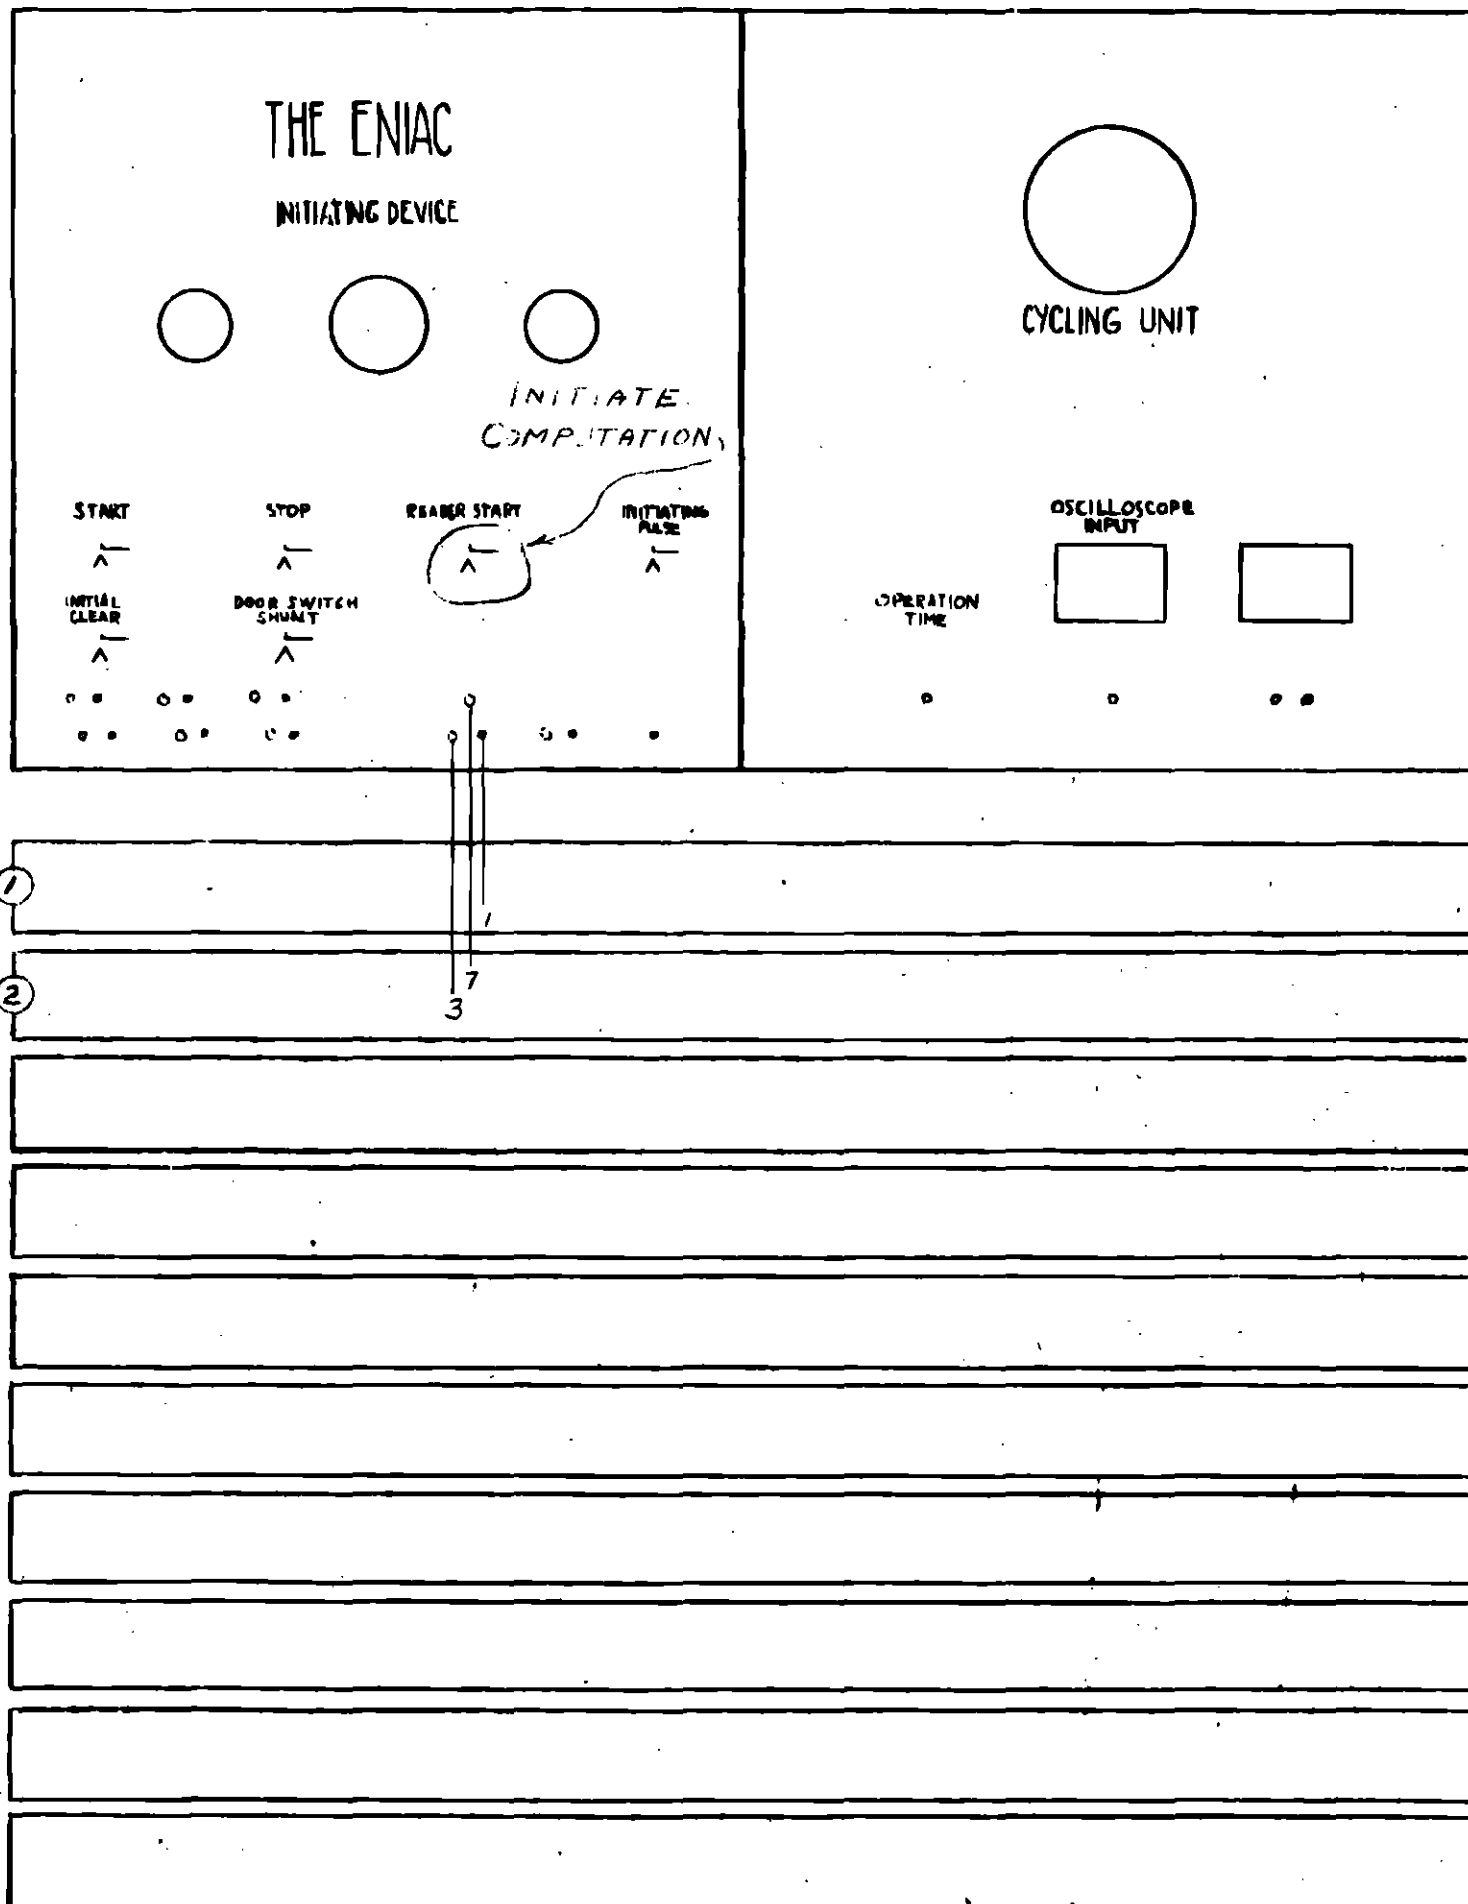 THE ENIAC
INITIATING DEVICE
INITIATE
COMPUTATION
START
STOP
READER START
INITIATING
PULSE
INITIAL
CLEAR
DOOR SWITCH
SHUNT
CYCLING UNIT
OSCILLOSCOPE
INPUT
OPERATION
TIME
1
1
2
7
3